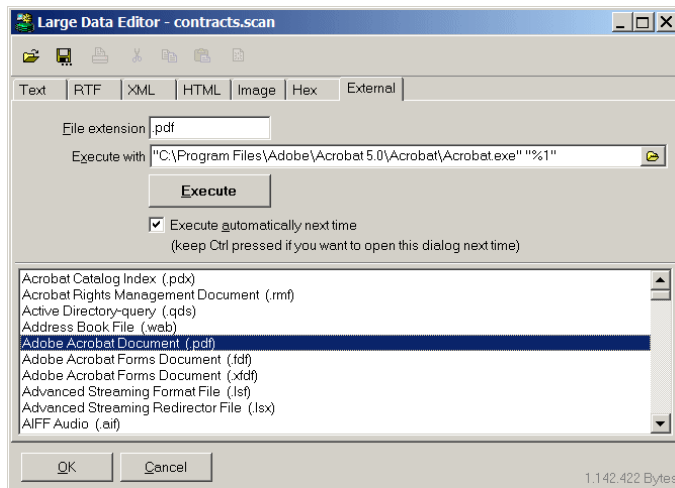 Large Data Editor - contracts.scan
Text RTF XML HTML Image Hex External
File extension .pdf
Execute with "C:\Program Files\Adobe\Acrobat 5.0\Acrobat\Acrobat.exe" "%1"
Execute
Execute automatically next time
(keep Ctrl pressed if you want to open this dialog next time)
Acrobat Catalog Index (.pdx)
Acrobat Rights Management Document (.rmf)
Active Directory-query (.qds)
Address Book File (.wab)
Adobe Acrobat Document (.pdf)
Adobe Acrobat Forms Document (.fdf)
Adobe Acrobat Forms Document (.xfdf)
Advanced Streaming Format File (.lsf)
Advanced Streaming Redirector File (.lsx)
AIFF Audio (.aif)
OK Cancel
1.142.422 Bytes